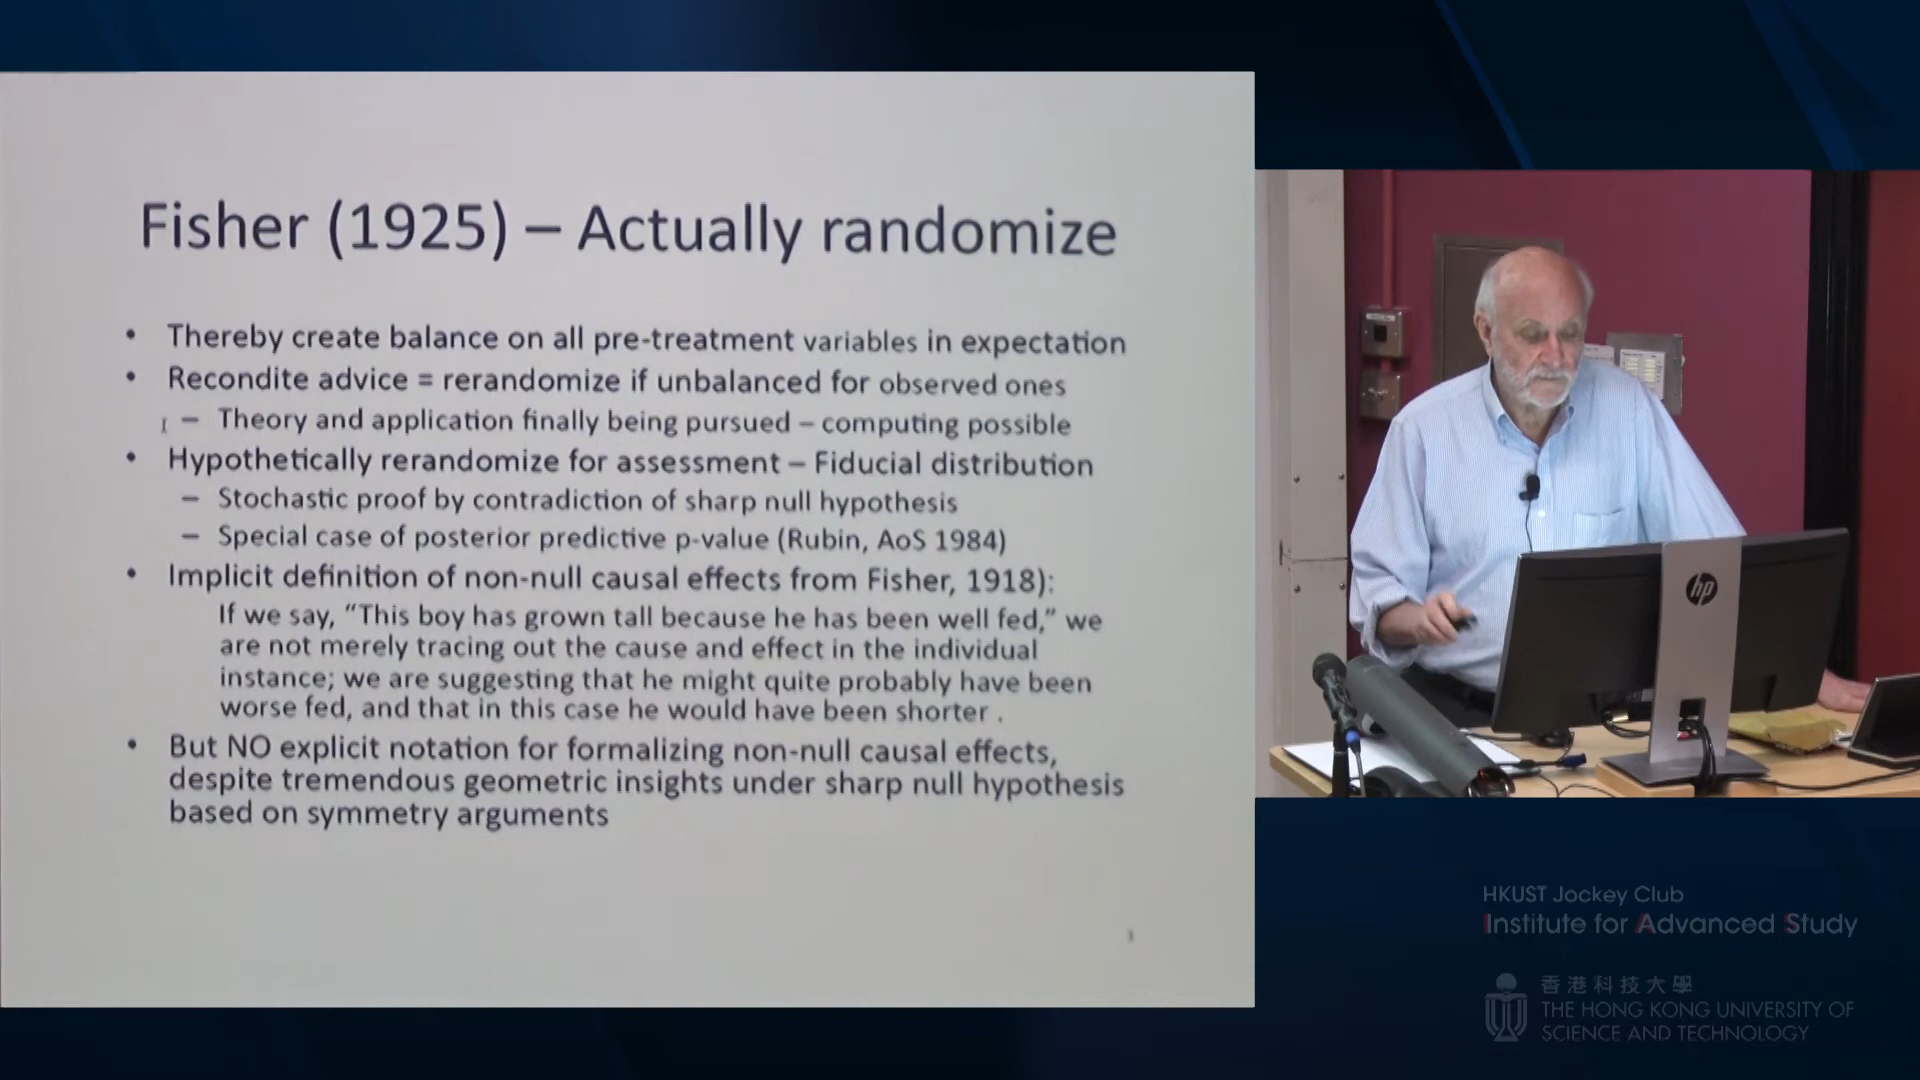 Fisher (1925) – Actually randomize
• Thereby create balance on all pre-treatment variables in expectation
• Recondite advice = rerandomize if unbalanced for observed ones
– Theory and application finally being pursued – computing possible
• Hypothetically rerandomize for assessment – Fiducial distribution
– Stochastic proof by contradiction of sharp null hypothesis
– Special case of posterior predictive p-value (Rubin, AoS 1984)
• Implicit definition of non-null causal effects from Fisher, 1918):
If we say, “This boy has grown tall because he has been well fed,” we
are not merely tracing out the cause and effect in the individual
instance; we are suggesting that he might quite probably have been
worse fed, and that in this case he would have been shorter .
• But NO explicit notation for formalizing non-null causal effects,
despite tremendous geometric insights under sharp null hypothesis
based on symmetry arguments
hp
HKUST Jockey Club
Institute for Advanced Study
香港科技大學
THE HONG KONG UNIVERSITY OF
SCIENCE AND TECHNOLOGY